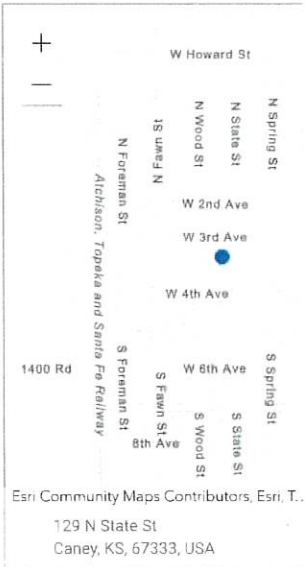 +
W Howard St
—
N Foreman St
N Fawn St
N Wood St
N State St
N Spring St
Atchison, Topeka and Santa Fe Railway
W 2nd Ave
W 3rd Ave
W 4th Ave
1400 Rd
S Foreman St
S Fawn St
W 6th Ave
S Wood St
S State St
S Spring St
8th Ave
Esri Community Maps Contributors, Esri, T...
129 N State St
Caney, KS, 67333, USA